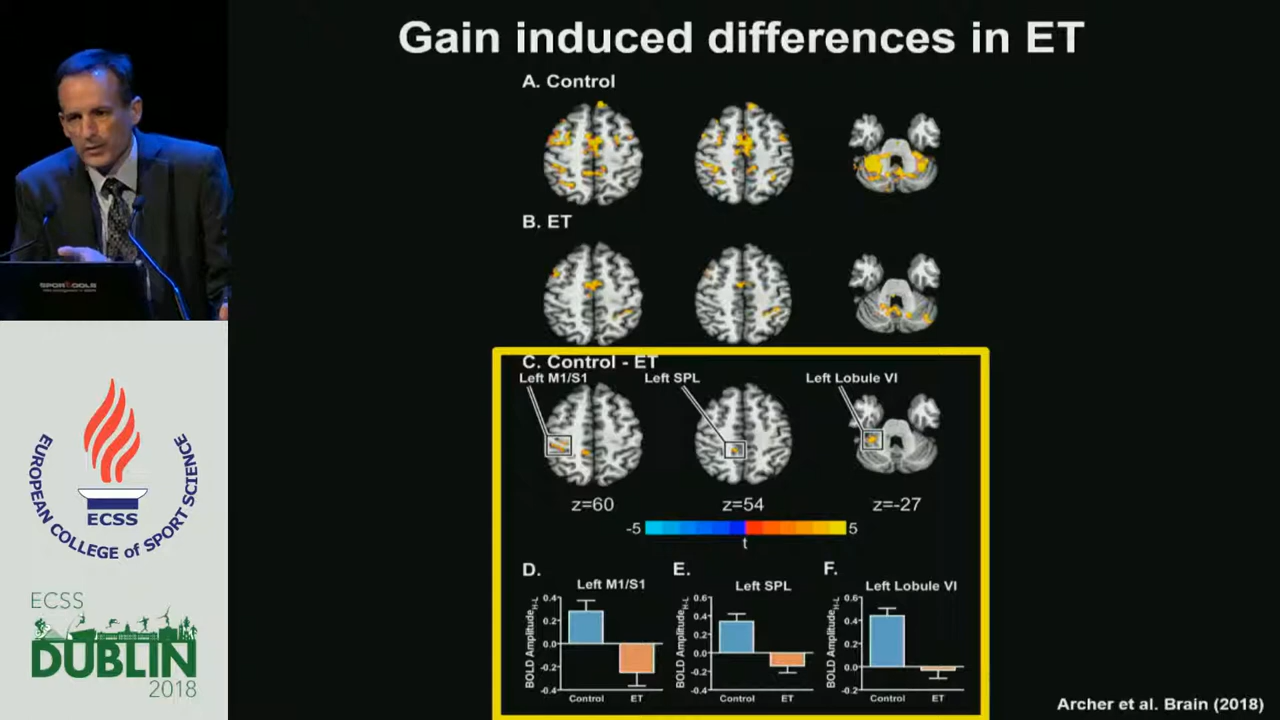 Gain induced differences in ET
A. Control
B. ET
C. Control - ET
Left M1/S1
Left SPL
Left Lobule VI
z=60
z=54
z=-27
-5
5
t
D.
Left M1/S1
BOLD AmplitudeH-L
0.4
0.2
0.0
-0.2
-0.4
Control
ET
E.
Left SPL
BOLD AmplitudeH-L
0.6
0.4
0.2
0.0
-0.2
-0.4
Control
ET
F.
Left Lobule VI
BOLD AmplitudeH-L
0.6
0.4
0.2
0.0
-0.2
Control
ET
Archer et al. Brain (2018)
EUROPEAN COLLEGE of SPORT SCIENCE
ECSS
ECSS
DUBLIN
2018